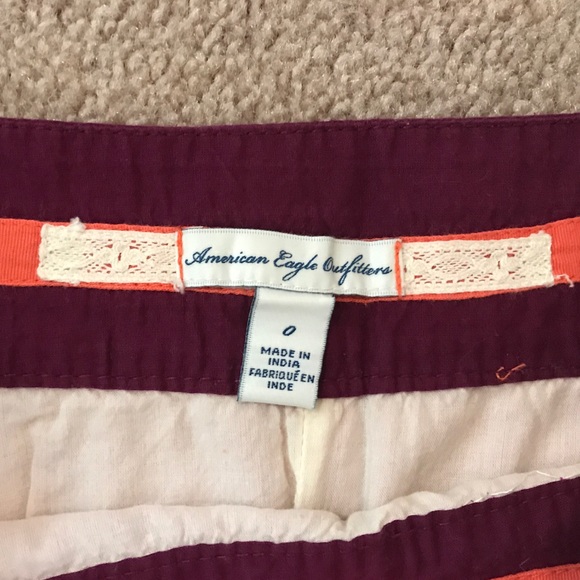 American Eagle Outfitters
0
MADE IN
INDIA
FABRIQUÉ EN
INDE